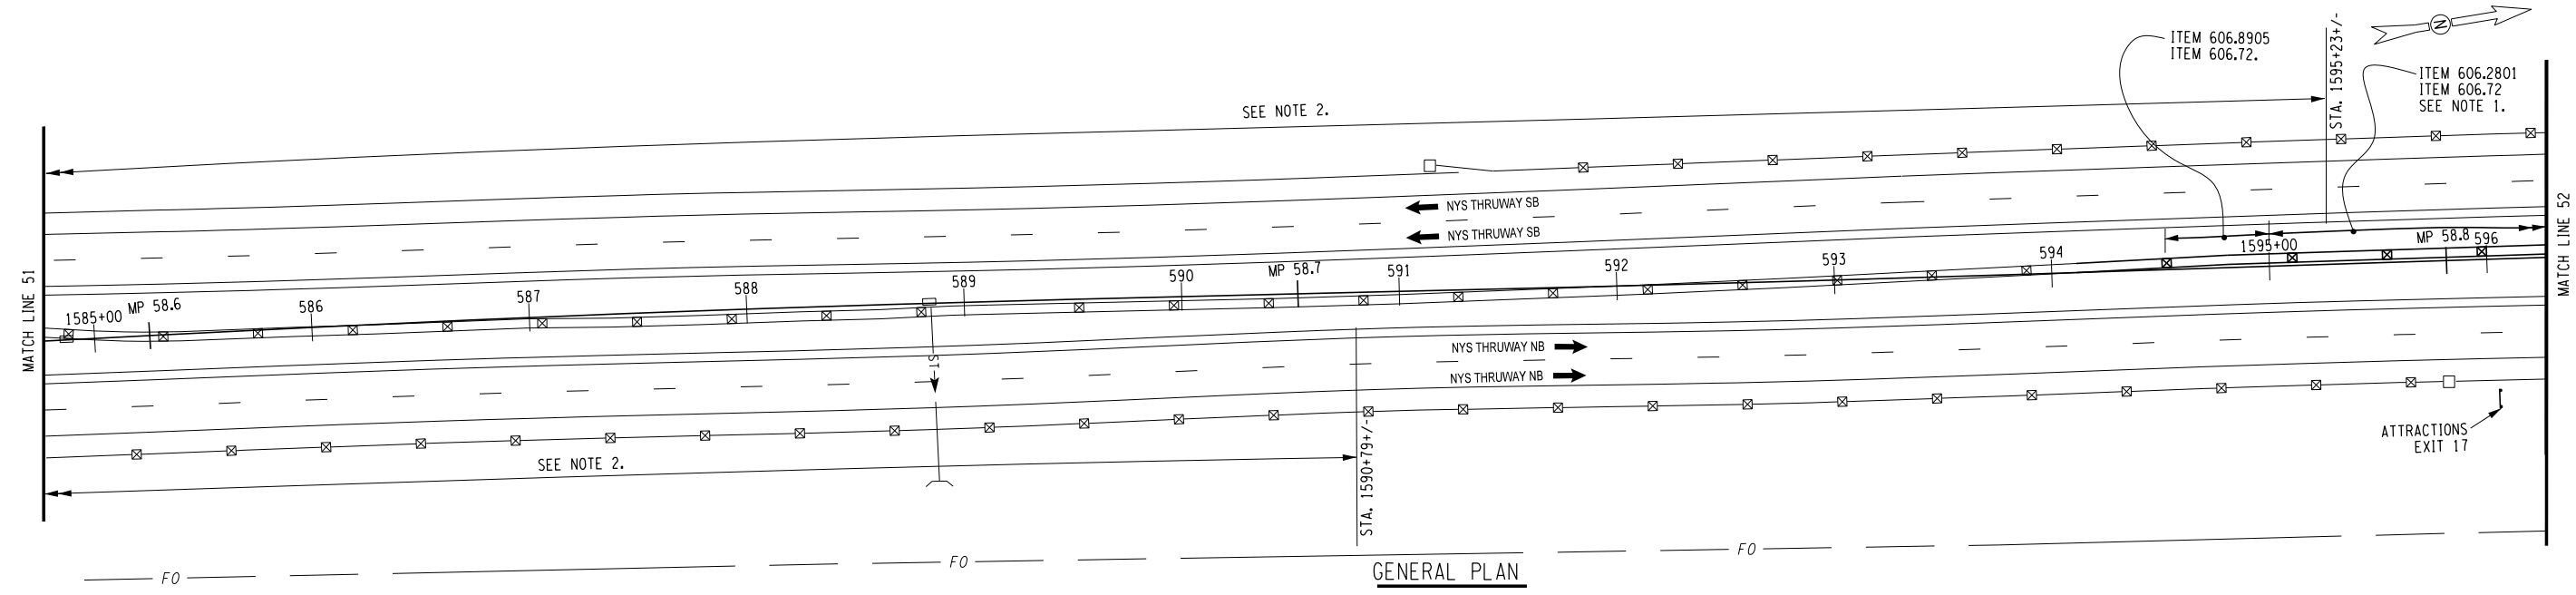 ITEM 606.8905
ITEM 606.72.
STA. 1595+23+/-
N
ITEM 606.2801
ITEM 606.72
SEE NOTE 1.
SEE NOTE 2.
NYS THRUWAY SB
NYS THRUWAY SB
MATCH LINE 51
MATCH LINE 52
1585+00
MP 58.6
586
587
588
589
590
MP 58.7
591
592
593
594
1595+00
MP 58.8
596
ST
NYS THRUWAY NB
NYS THRUWAY NB
SEE NOTE 2.
STA. 1590+79+/-
ATTRACTIONS
EXIT 17
FO
FO
FO
GENERAL PLAN